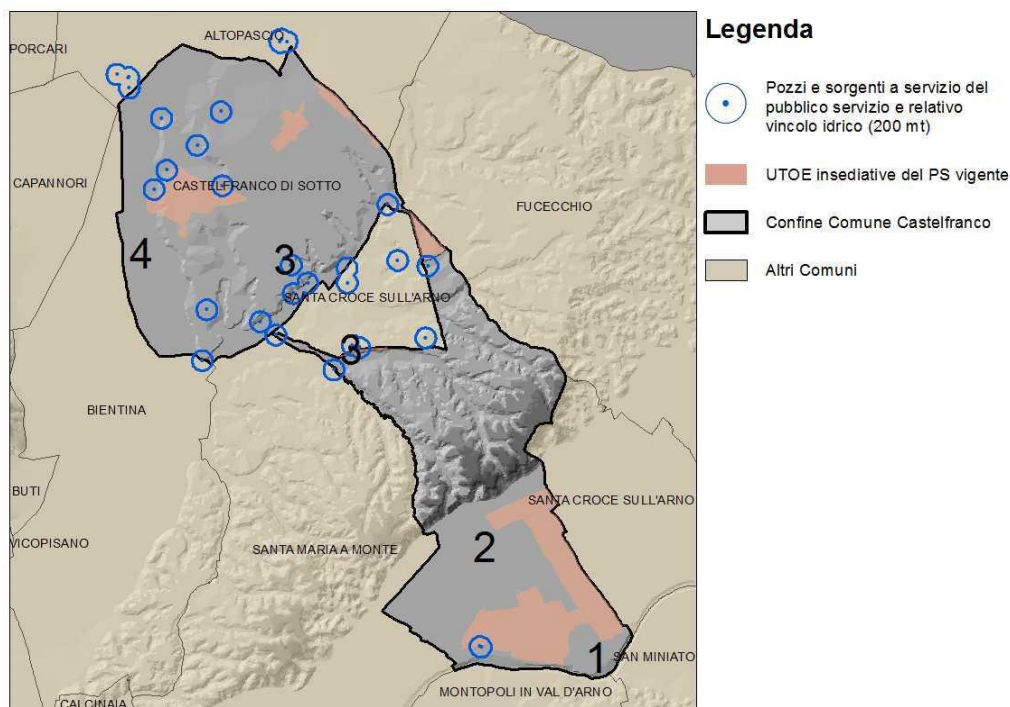 PORCARI
ALTOPASCIO
CAPANNORI
CASTELFRANCO DI SOTTO
FUCECCHIO
4
3
SANTA CROCE SULL'ARNO
3
BIENTINA
BUTI
VICOPISANO
SANTA CROCE SULL'ARNO
SANTA MARIA A MONTE
2
1
SAN MINIATO
MONTOPOLI IN VAL D'ARNO
CALCINAIA
Legenda
Pozzi e sorgenti a servizio del
pubblico servizio e relativo
vincolo idrico (200 mt)
UTOE insediative del PS vigente
Confine Comune Castelfranco
Altri Comuni